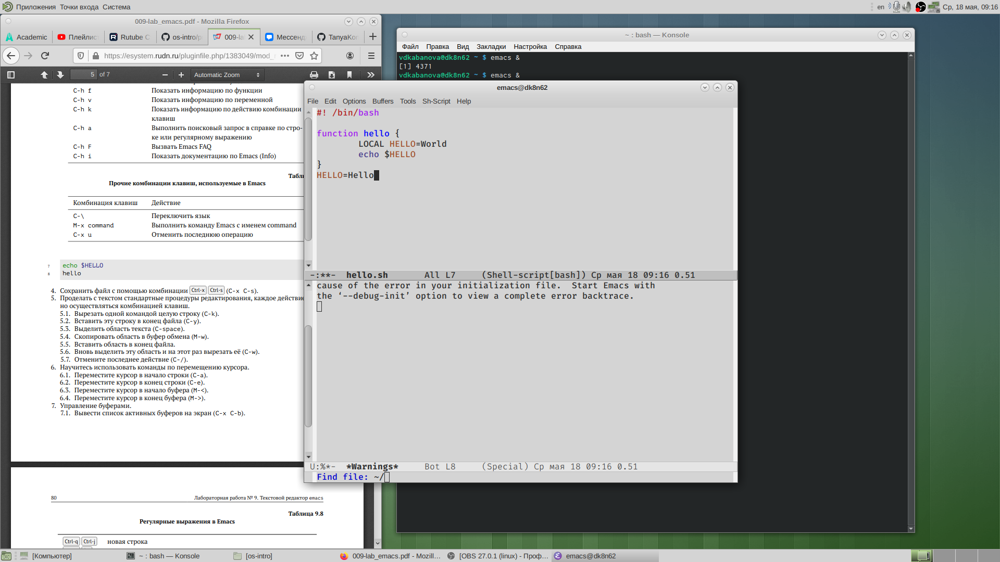 Приложения Точки входа Система
en
Ср, 18 мая, 09:16
009-lab_emacs.pdf - Mozilla Firefox
Academic
Плейлис
Rutube
os-intro/p
009-la
Мессенд
TanyaKo
https://esystem.rudn.ru/pluginfile.php/1383049/mod_
5 of 7
Automatic Zoom
C-h f Показать информацию по функции
C-h v Показать информацию по переменной
C-h k Показать информацию по действию комбинации
клавиш
C-h a Выполнить поисковый запрос в справке по стро-
ке или регулярному выражению
C-h F Вызвать Emacs FAQ
C-h i Показать документацию по Emacs (Info)
Прочие комбинации клавиш, используемые в Emacs
Комбинация клавиш Действие
C-\ Переключить язык
M-x command Выполнить команду Emacs с именем command
C-x u Отменить последнюю операцию
7 echo $HELLO
8 hello
4. Сохранить файл с помощью комбинации Ctrl-x Ctrl-s (C-x C-s).
5. Проделать с текстом стандартные процедуры редактирования, каждое действие
но осуществляться комбинацией клавиш.
5.1. Вырезать одной командой целую строку (C-k).
5.2. Вставить эту строку в конец файла (C-y).
5.3. Выделить область текста (C-space).
5.4. Скопировать область в буфер обмена (M-w).
5.5. Вставить область в конец файла.
5.6. Вновь выделить эту область и на этот раз вырезать её (C-w).
5.7. Отмените последнее действие (C-/).
6. Научитесь использовать команды по перемещению курсора.
6.1. Переместите курсор в начало строки (C-a).
6.2. Переместите курсор в конец строки (C-e).
6.3. Переместите курсор в начало буфера (M-<).
6.4. Переместите курсор в конец буфера (M->).
7. Управление буферами.
7.1. Вывести список активных буферов на экран (C-x C-b).
80 Лабораторная работа № 9. Текстовой редактор emacs
Таблица 9.8
Регулярные выражения в Emacs
Ctrl-q Ctrl-j новая строка
~ : bash — Konsole
Файл Правка Вид Закладки Настройка Справка
vdkabanova@dk8n62 ~ $ emacs &
[1] 4371
vdkabanova@dk8n62 ~ $ emacs &
emacs@dk8n62
File Edit Options Buffers Tools Sh-Script Help
#! /bin/bash
function hello {
LOCAL HELLO=World
echo $HELLO
}
HELLO=Hello
-:**- hello.sh All L7 (Shell-script[bash]) Ср мая 18 09:16 0.51
cause of the error in your initialization file. Start Emacs with
the ‘--debug-init’ option to view a complete error backtrace.
U:%*- *Warnings* Bot L8 (Special) Ср мая 18 09:16 0.51
Find file: ~/
[Компьютер]
~ : bash — Konsole
[os-intro]
009-lab_emacs.pdf - Mozill...
[OBS 27.0.1 (linux) - Проф...
emacs@dk8n62